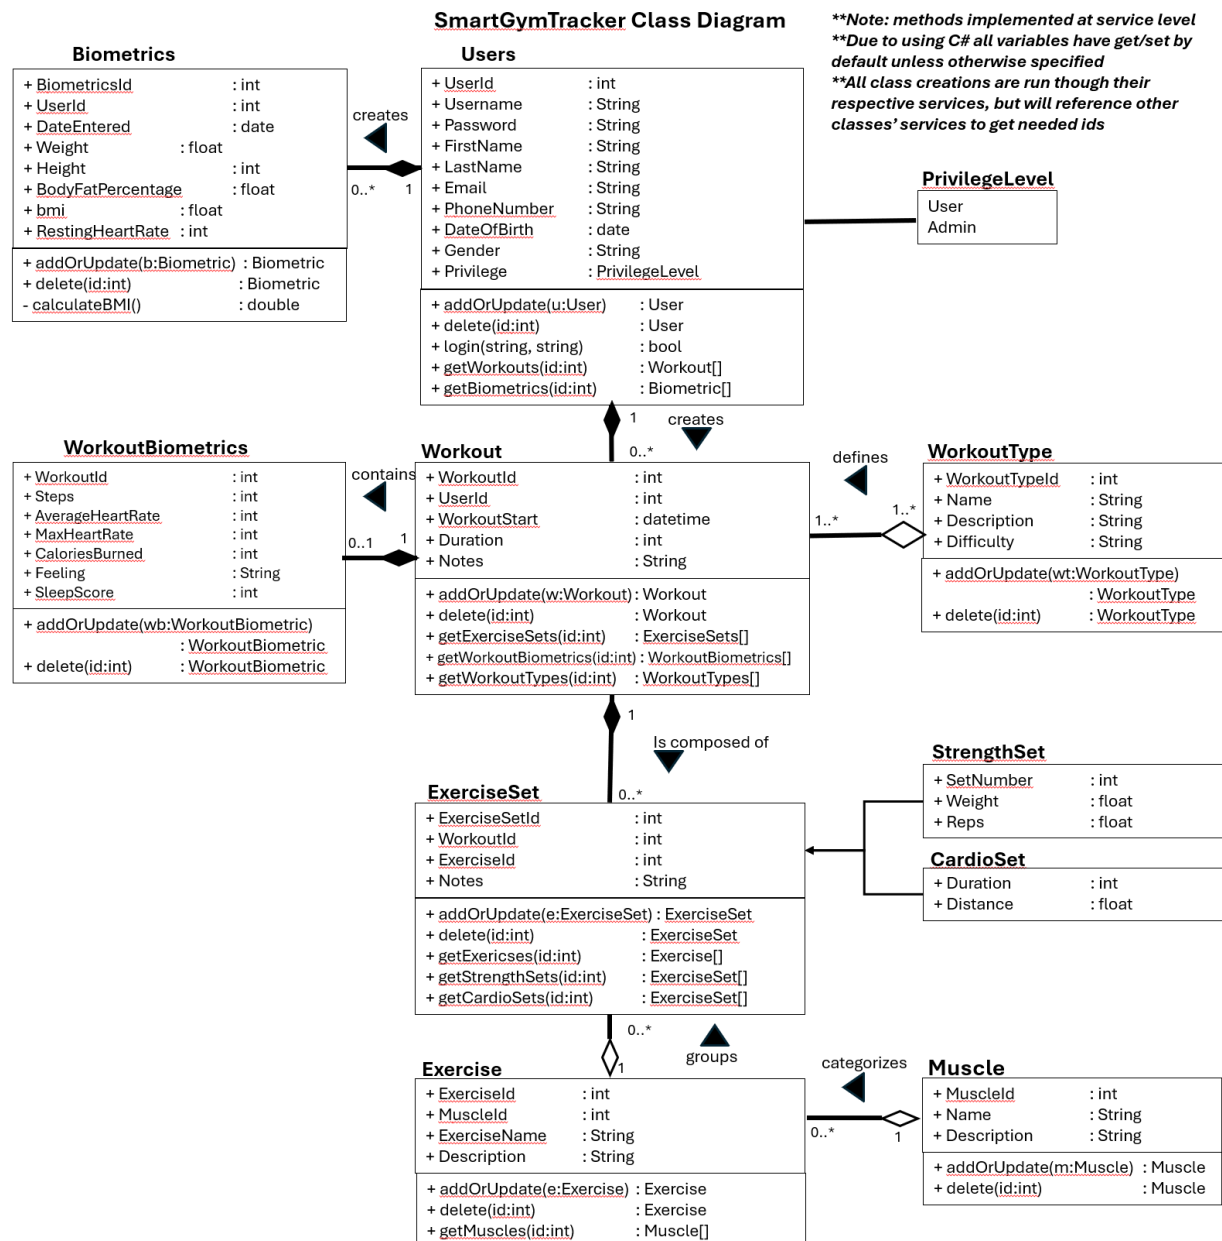 SmartGymTracker Class Diagram
**Note: methods implemented at service level
**Due to using C# all variables have get/set by
default unless otherwise specified
**All class creations are run though their
respective services, but will reference other
classes' services to get needed ids
Biometrics
+ BiometricsId : int
+ UserId : int
+ DateEntered : date
+ Weight : float
+ Height : int
+ BodyFatPercentage : float
+ bmi : float
+ RestingHeartRate : int
+ addOrUpdate(b:Biometric) : Biometric
+ delete(id:int) : Biometric
- calculateBMI() : double
creates
0..* 1
Users
+ UserId : int
+ Username : String
+ Password : String
+ FirstName : String
+ LastName : String
+ Email : String
+ PhoneNumber : String
+ DateOfBirth : date
+ Gender : String
+ Privilege : PrivilegeLevel
+ addOrUpdate(u:User) : User
+ delete(id:int) : User
+ login(string, string) : bool
+ getWorkouts(id:int) : Workout[]
+ getBiometrics(id:int) : Biometric[]
PrivilegeLevel
User
Admin
1
creates
0..*
WorkoutBiometrics
+ WorkoutId : int
+ Steps : int
+ AverageHeartRate : int
+ MaxHeartRate : int
+ CaloriesBurned : int
+ Feeling : String
+ SleepScore : int
+ addOrUpdate(wb:WorkoutBiometric)
: WorkoutBiometric
+ delete(id:int) : WorkoutBiometric
contains
0..1 1
Workout
+ WorkoutId : int
+ UserId : int
+ WorkoutStart : datetime
+ Duration : int
+ Notes : String
+ addOrUpdate(w:Workout) : Workout
+ delete(id:int) : Workout
+ getExerciseSets(id:int) : ExerciseSets[]
+ getWorkoutBiometrics(id:int) : WorkoutBiometrics[]
+ getWorkoutTypes(id:int) : WorkoutTypes[]
defines
1..* 1..*
WorkoutType
+ WorkoutTypeId : int
+ Name : String
+ Description : String
+ Difficulty : String
+ addOrUpdate(wt:WorkoutType)
: WorkoutType
+ delete(id:int) : WorkoutType
1
Is composed of
0..*
ExerciseSet
+ ExerciseSetId : int
+ WorkoutId : int
+ ExerciseId : int
+ Notes : String
+ addOrUpdate(e:ExerciseSet) : ExerciseSet
+ delete(id:int) : ExerciseSet
+ getExericses(id:int) : Exercise[]
+ getStrengthSets(id:int) : ExerciseSet[]
+ getCardioSets(id:int) : ExerciseSet[]
StrengthSet
+ SetNumber : int
+ Weight : float
+ Reps : float
CardioSet
+ Duration : int
+ Distance : float
0..*
groups
1
Exercise
+ ExerciseId : int
+ MuscleId : int
+ ExerciseName : String
+ Description : String
+ addOrUpdate(e:Exercise) : Exercise
+ delete(id:int) : Exercise
+ getMuscles(id:int) : Muscle[]
categorizes
0..* 1
Muscle
+ MuscleId : int
+ Name : String
+ Description : String
+ addOrUpdate(m:Muscle) : Muscle
+ delete(id:int) : Muscle